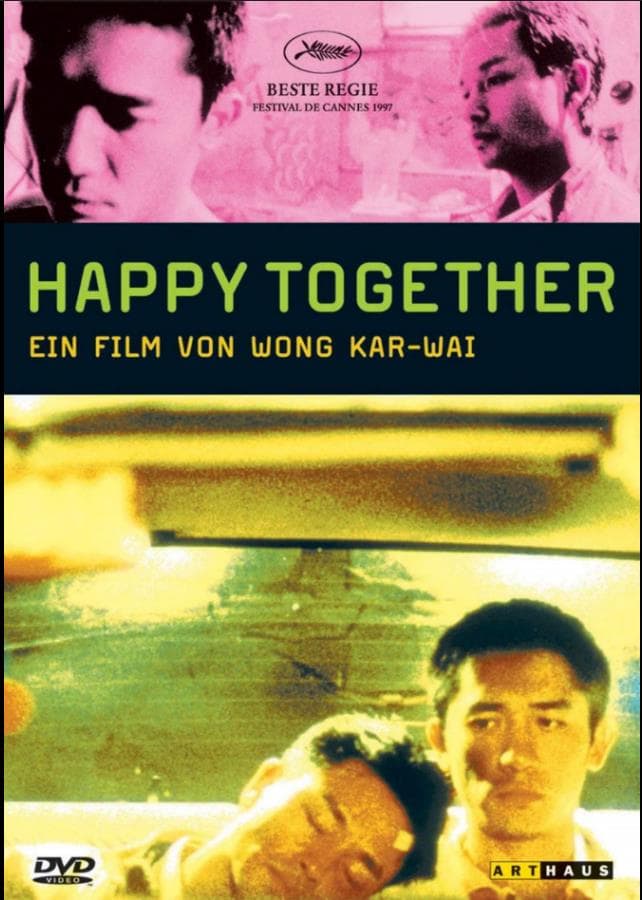 BESTE REGIE
FESTIVAL DE CANNES 1997
HAPPY TOGETHER
EIN FILM VON WONG KAR-WAI
DVD
VIDEO
ARTHAUS